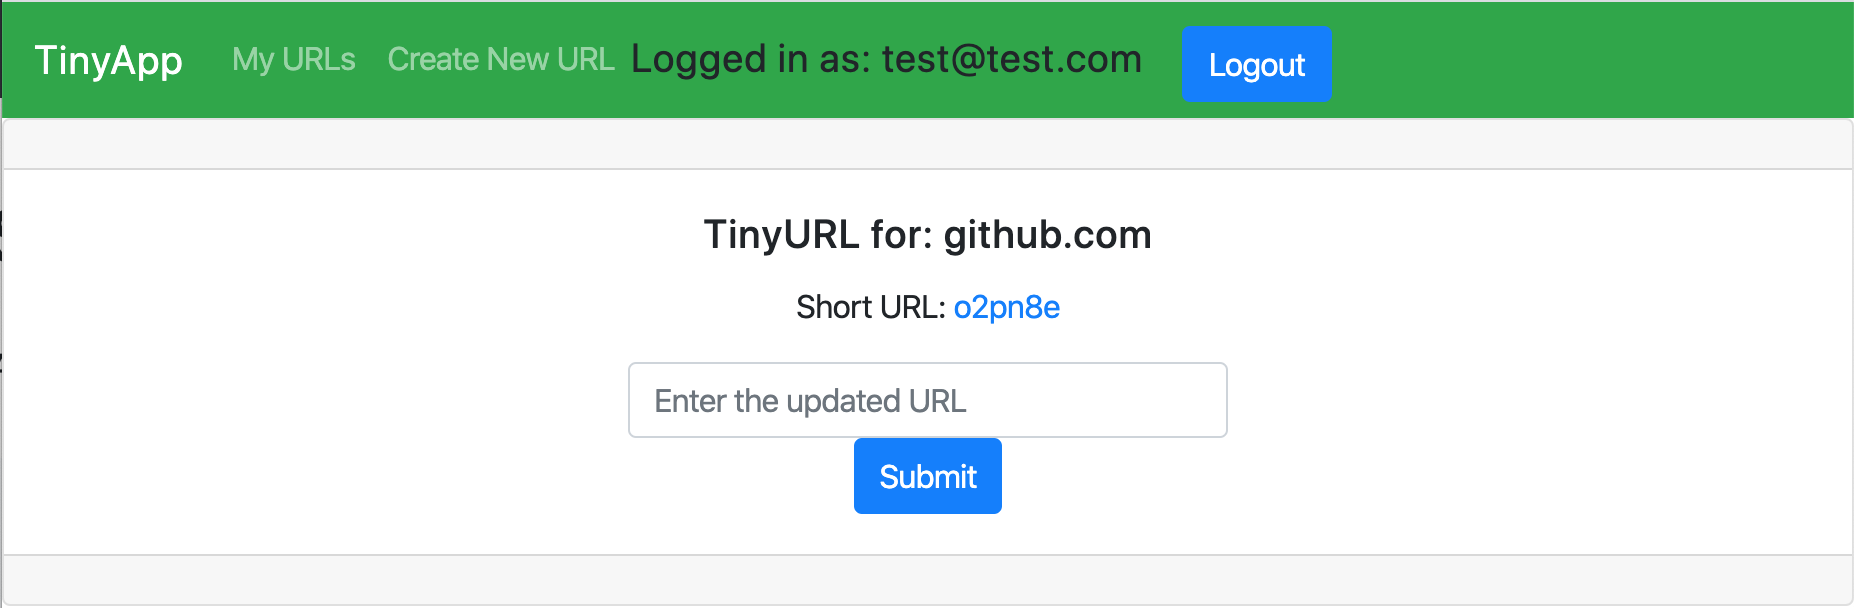 TinyApp My URLs Create New URL Logged in as: test@test.com Logout
TinyURL for: github.com
Short URL: o2pn8e
Enter the updated URL
Submit